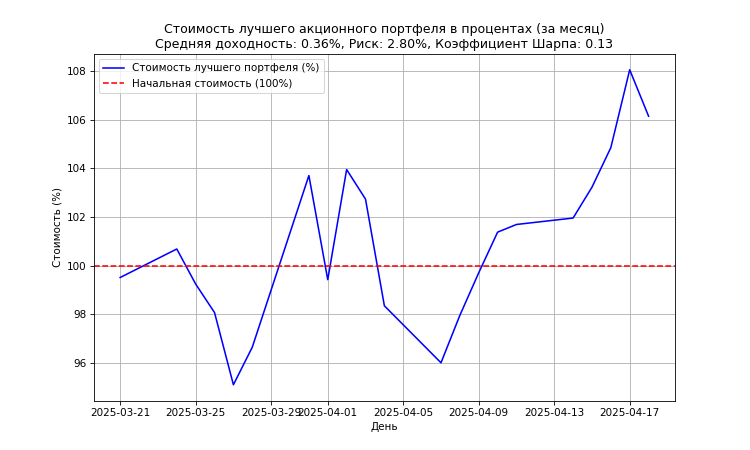 Стоимость лучшего акционного портфеля в процентах (за месяц)
Средняя доходность: 0.36%, Риск: 2.80%, Коэффициент Шарпа: 0.13
Стоимость лучшего портфеля (%)
Начальная стоимость (100%)
Стоимость (%)
108
106
104
102
100
98
96
2025-03-21 2025-03-25 2025-03-29 2025-04-01 2025-04-05 2025-04-09 2025-04-13 2025-04-17
День